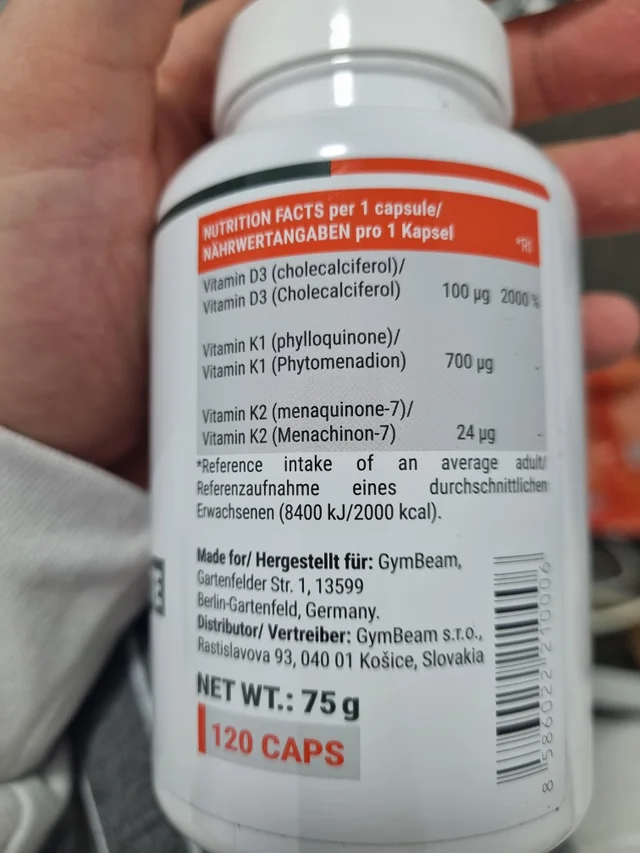 NUTRITION FACTS per 1 capsule/
NÄHRWERTANGABEN pro 1 Kapsel
Vitamin D3 (cholecalciferol)/
Vitamin D3 (Cholecalciferol) 100 µg 2000 %
Vitamin K1 (phylloquinone)/
Vitamin K1 (Phytomenadion) 700 µg -
Vitamin K2 (menaquinone-7)/
Vitamin K2 (Menachinon-7) 24 µg -
*Reference intake of an average adult/
Referenzaufnahme eines durchschnittlichen
Erwachsenen (8400 kJ/2000 kcal).
Made for/ Hergestellt für: GymBeam,
Gartenfelder Str. 1, 13599
Berlin-Gartenfeld, Germany.
Distributor/ Vertreiber: GymBeam s.r.o.,
Rastislavova 93, 040 01 Košice, Slovakia
NET WT.: 75 g
120 CAPS
8 586022 210006